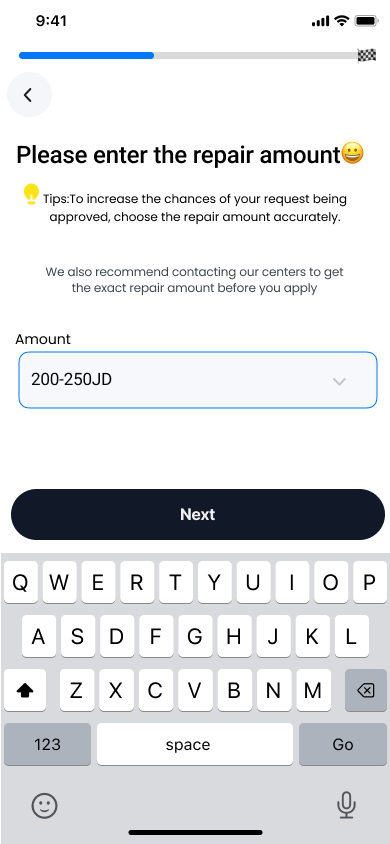 9:41
Please enter the repair amount😀
Tips:To increase the chances of your request being
approved, choose the repair amount accurately.
We also recommend contacting our centers to get
the exact repair amount before you apply
Amount
200-250JD
Next
Q W E R T Y U I O P
A S D F G H J K L
Z X C V B N M
123 space Go